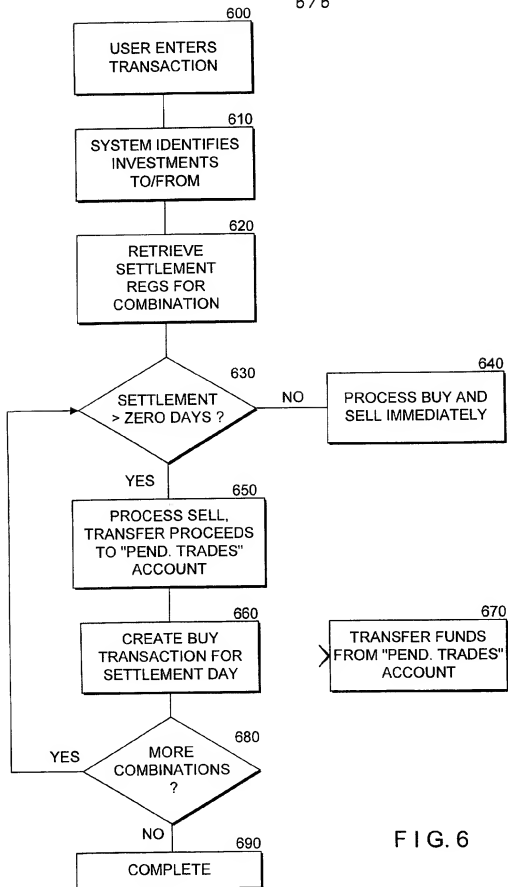 6/6
600
USER ENTERS
TRANSACTION
610
SYSTEM IDENTIFIES
INVESTMENTS
TO/FROM
620
RETRIEVE
SETTLEMENT
REGS FOR
COMBINATION
630
SETTLEMENT
> ZERO DAYS ?
NO
640
PROCESS BUY AND
SELL IMMEDIATELY
YES
650
PROCESS SELL,
TRANSFER PROCEEDS
TO "PEND. TRADES"
ACCOUNT
660
CREATE BUY
TRANSACTION FOR
SETTLEMENT DAY
670
TRANSFER FUNDS
FROM "PEND. TRADES"
ACCOUNT
680
MORE
COMBINATIONS
?
YES
NO
690
COMPLETE
FIG. 6